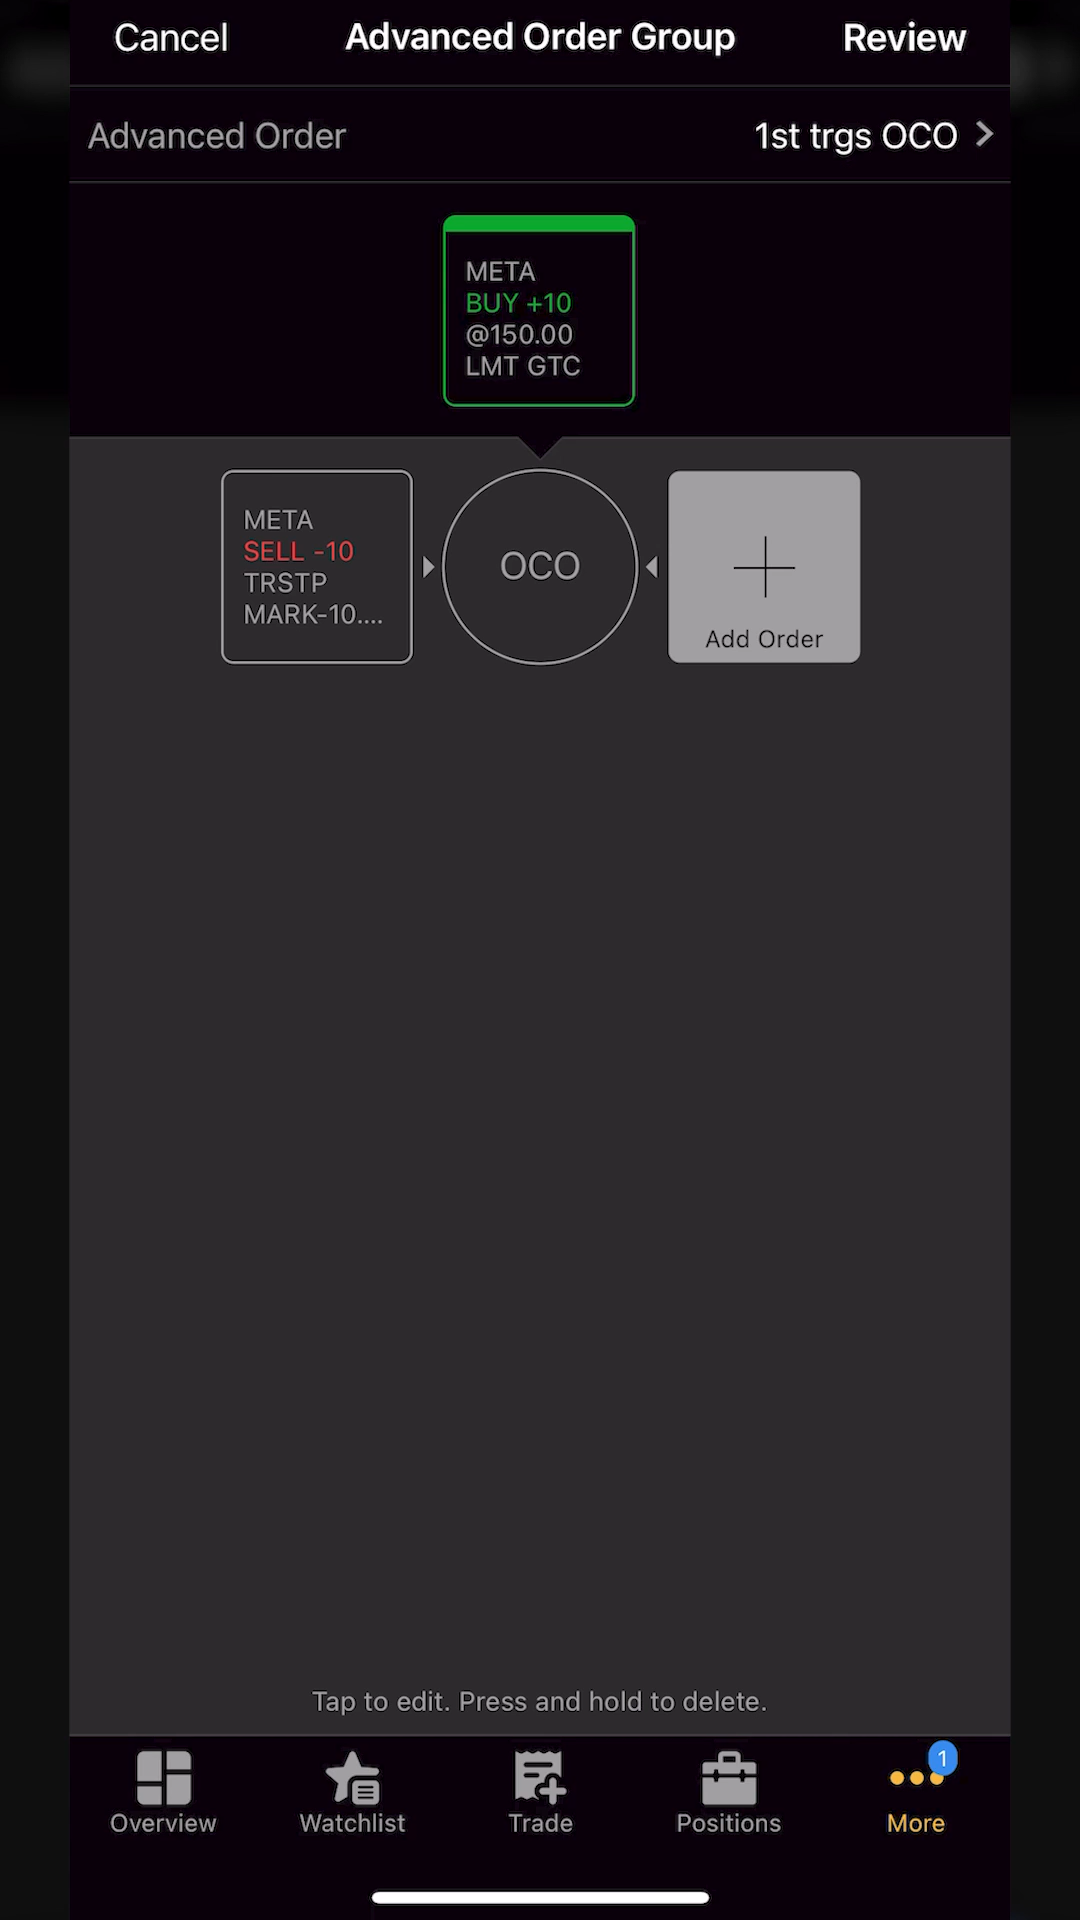 Cancel Advanced Order Group Review
Advanced Order 1st trgs OCO
META
BUY +10
@150.00
LMT GTC
META
SELL -10
TRSTP
MARK-10....
OCO
Add Order
Tap to edit. Press and hold to delete.
1
Overview Watchlist Trade Positions More